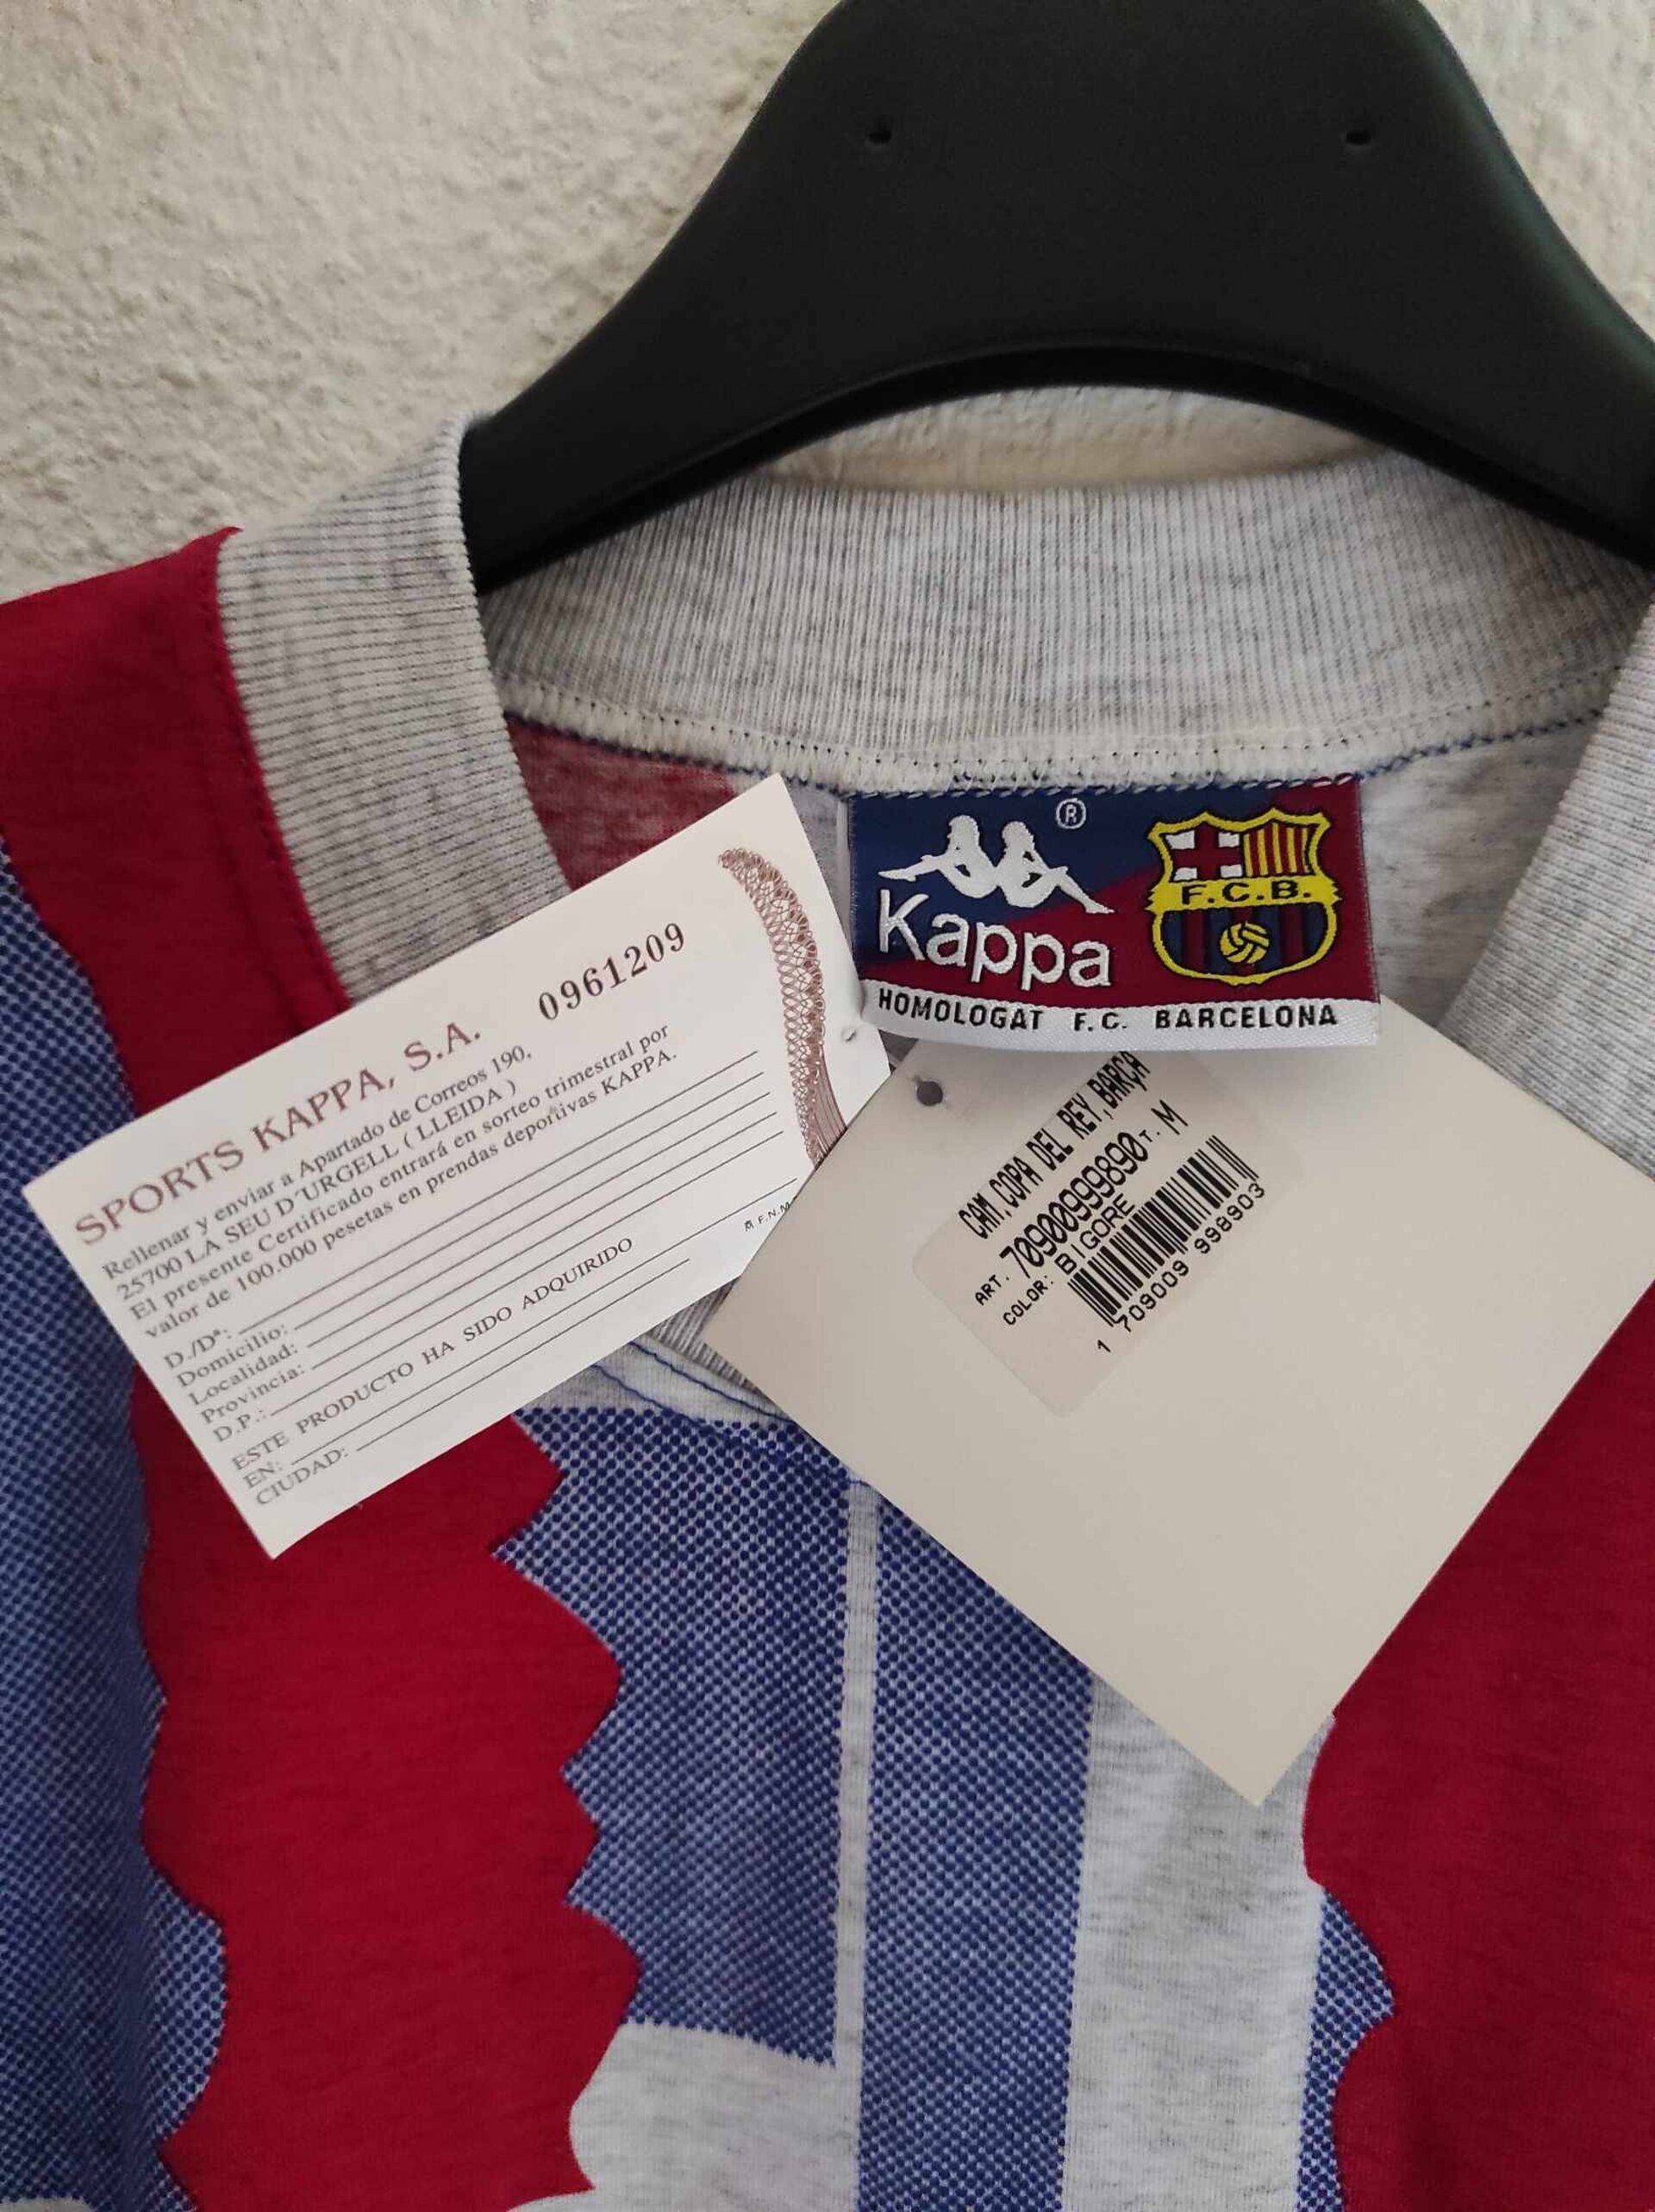 ®
Kappa
F.C.B.
HOMOLOGAT F.C. BARCELONA
0961209
SPORTS KAPPA, S.A.
Rellenar y enviar a Apartado de Correos 190,
25700 LA SEU D´URGELL ( LLEIDA )
El presente Certificado entrará en sorteo trimestral por
valor de 100.000 pesetas en prendas deportivas KAPPA.
D./Dª:
Domicilio:
Localidad:
Provincia:
D.P.:
F.N.M
ESTE PRODUCTO HA SIDO ADQUIRIDO
EN:
CIUDAD:
CAM,COPA DEL REY,BARÇA
ART. 7090099989­0 T. M
COLOR: BIGORE
1 709009 998903